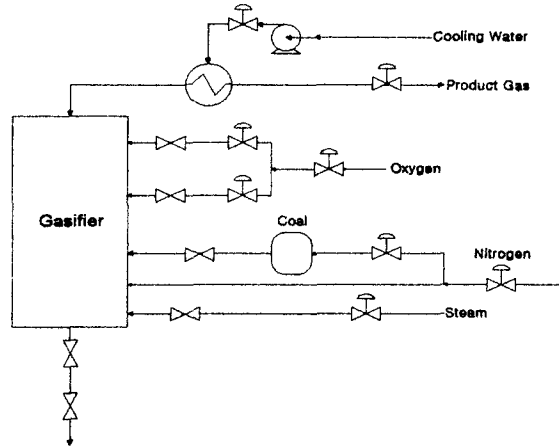 Cooling Water
Product Gas
Oxygen
Gasifier
Coal
Nitrogen
Steam